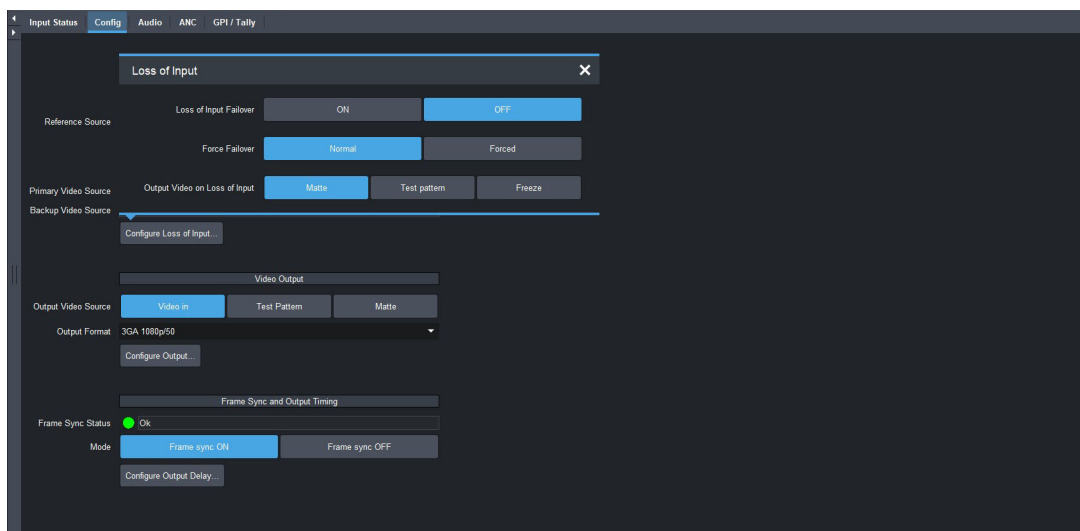 Input Status Config Audio ANC GPI / Tally
Loss of Input
Loss of Input Failover ON OFF
Reference Source
Force Failover Normal Forced
Primary Video Source
Output Video on Loss of Input Matte Test pattern Freeze
Backup Video Source
Configure Loss of Input...
Video Output
Output Video Source Video in Test Pattern Matte
Output Format 3GA 1080p/50
Configure Output...
Frame Sync and Output Timing
Frame Sync Status Ok
Mode Frame sync ON Frame sync OFF
Configure Output Delay...